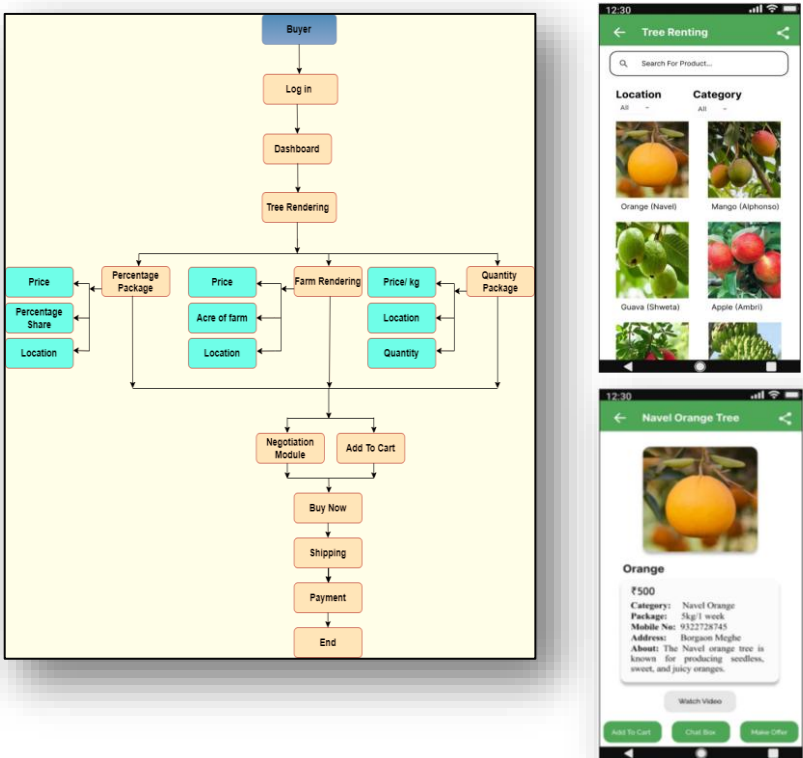 Buyer
Log in
Dashboard
Tree Rendering
Percentage
Package
Price
Percentage
Share
Location
Farm Rendering
Price
Acre of farm
Location
Quantity
Package
Price/ kg
Location
Quantity
Negotiation
Module
Add To Cart
Buy Now
Shipping
Payment
End
12:30
Tree Renting
Search For Product...
Location Category
All All
Orange (Navel) Mango (Alphonso)
Guava (Shweta) Apple (Ambri)
12:30
Navel Orange Tree
Orange
₹500
Category: Navel Orange
Package: 5kg/1 week
Mobile No: 9322728745
Address: Borgaon Meghe
About: The Navel orange tree is
known for producing seedless,
sweet, and juicy oranges.
Watch Video
Add To Cart Chat Box Make Offer